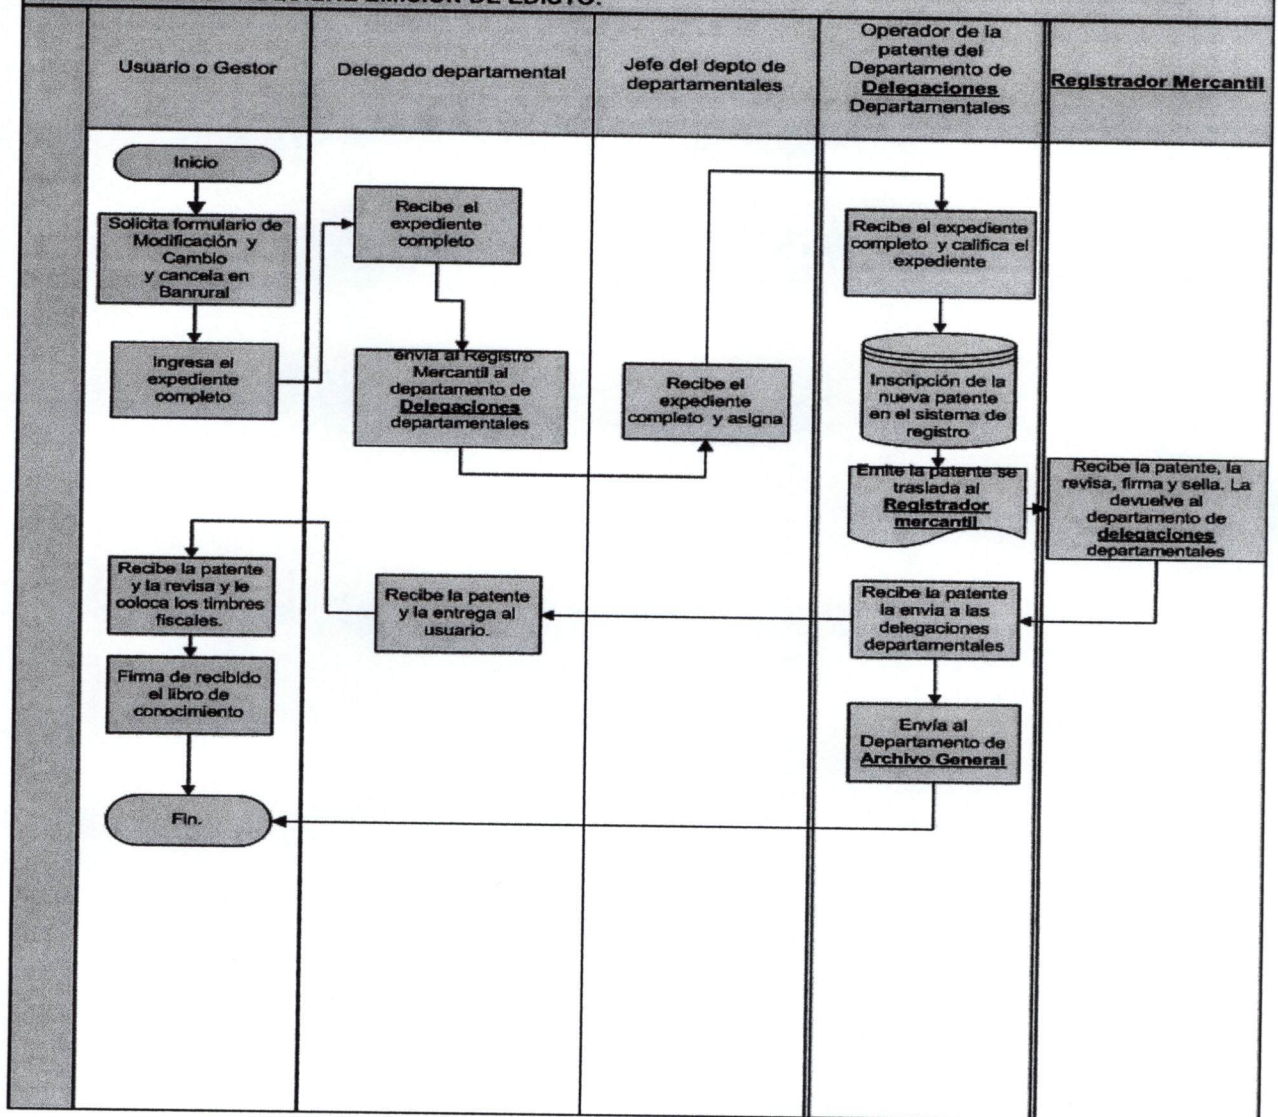 Usuario o Gestor
Delegado departamental
Jefe del depto de
departamentales
Operador de la
patente del
Departamento de
Delegaciones
Departamentales
Registrador Mercantil
Inicio
Solicita formulario de
Modificación y
Cambio
y cancela en
Banrural
Ingresa el
expediente
completo
Recibe el
expediente
completo
envía al Registro
Mercantil al
departamento de
Delegaciones
departamentales
Recibe el
expediente
completo y asigna
Recibe el expediente
completo y califica el
expediente
Inscripción de la
nueva patente
en el sistema de
registro
Emite la patente se
traslada al
Registrador
mercantil
Recibe la patente, la
revisa, firma y sella. La
devuelve al
departamento de
delegaciones
departamentales
Recibe la patente
la envia a las
delegaciones
departamentales
Recibe la patente
y la entrega al
usuario.
Recibe la patente
y la revisa y le
coloca los timbres
fiscales.
Firma de recibido
el libro de
conocimiento
Envía al
Departamento de
Archivo General
Fin.